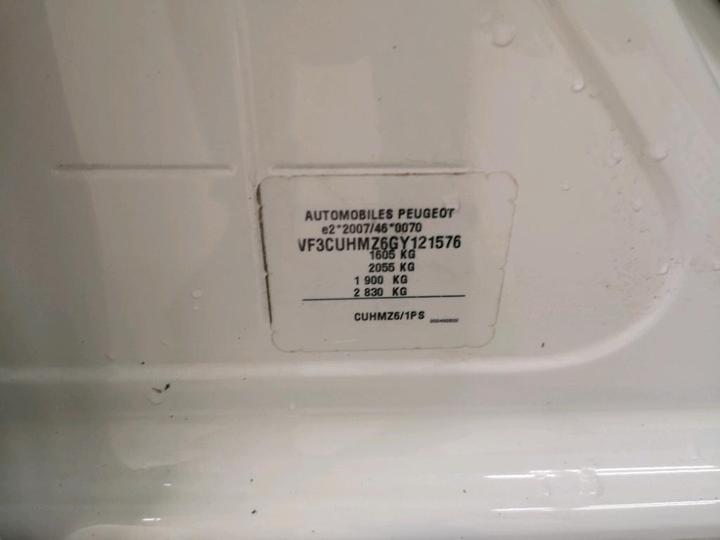 AUTOMOBILES PEUGEOT
e2*2007/46*0070
VF3CUHMZ6GY121576
1605 KG
2055 KG
1 900 KG
2 830 KG
CUHMZ6/1PS